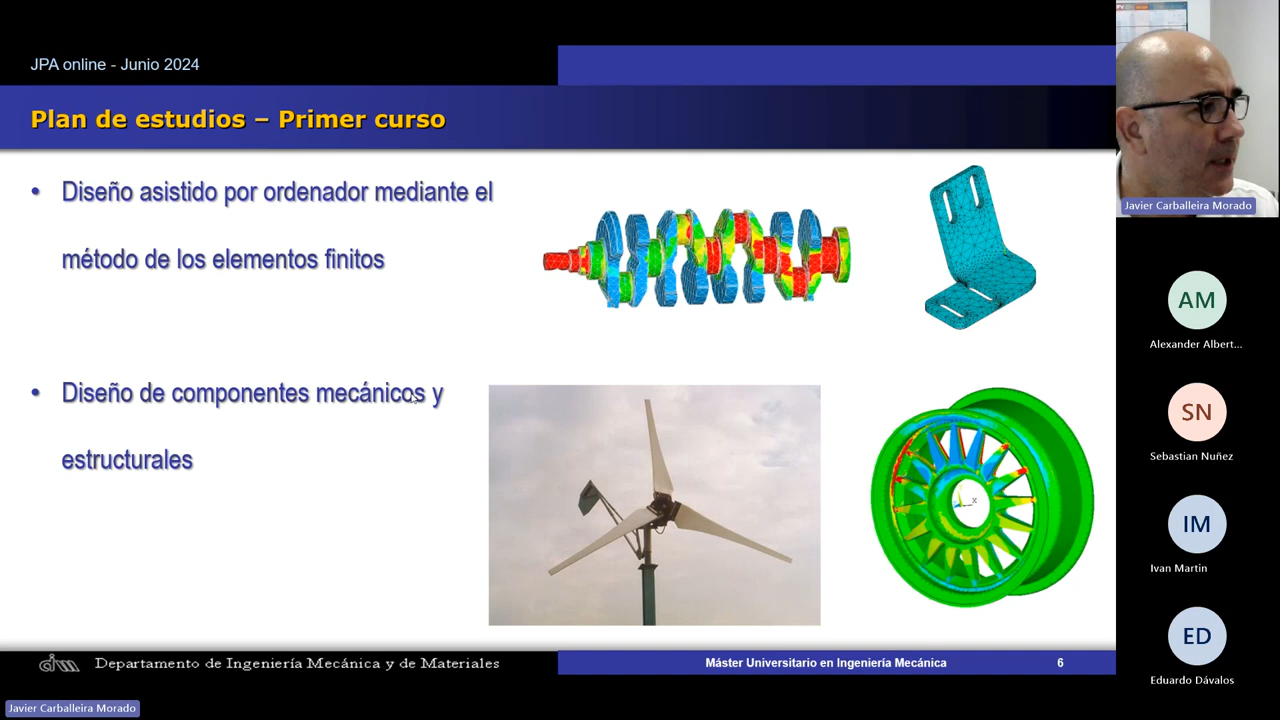 JPA online - Junio 2024
Plan de estudios – Primer curso
• Diseño asistido por ordenador mediante el
método de los elementos finitos
• Diseño de componentes mecánicos y
estructurales
X
dim Departamento de Ingeniería Mecánica y de Materiales
Máster Universitario en Ingeniería Mecánica
6
Javier Carballeira Morado
AM
Alexander Albert...
SN
Sebastian Nuñez
IM
Ivan Martin
ED
Eduardo Dávalos
Javier Carballeira Morado